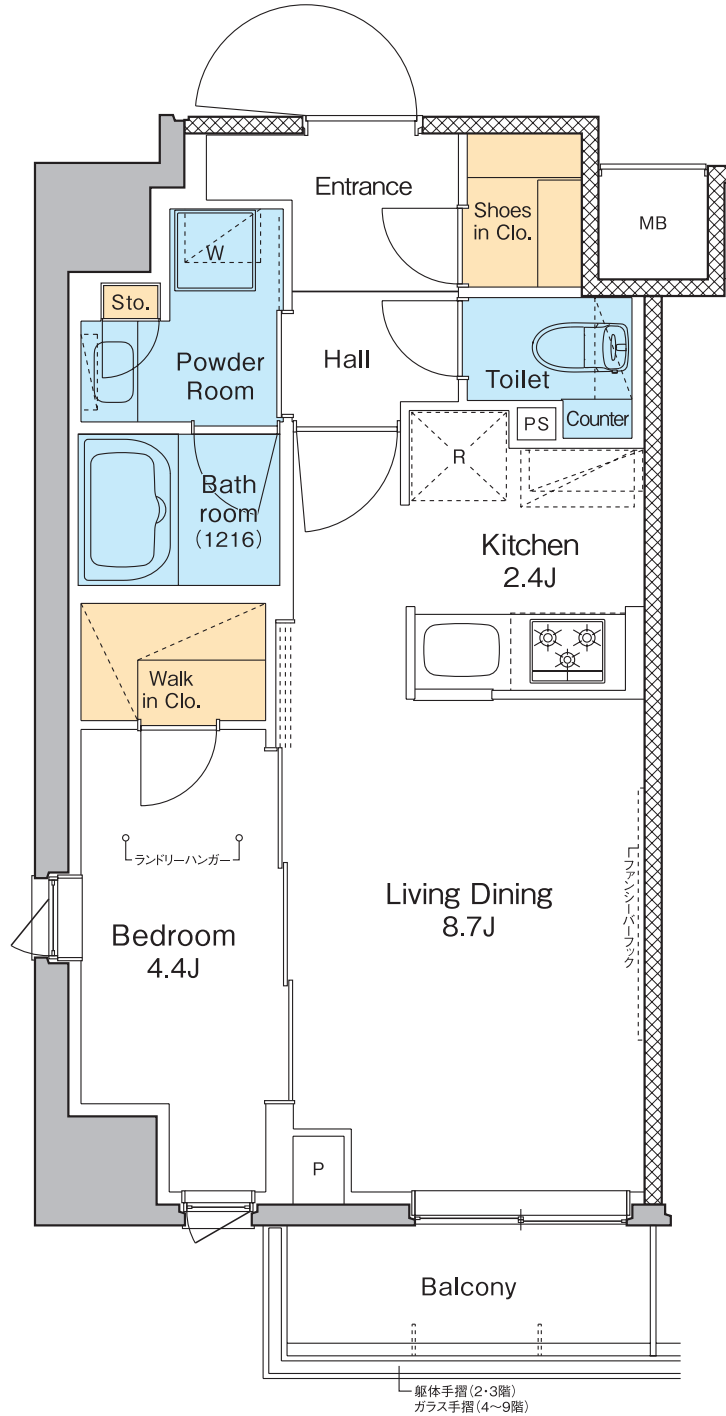 Entrance
Shoes
in Clo.
MB
W
Sto.
Powder
Room
Hall
Toilet
PS
Counter
R
Bath
room
(1216)
Kitchen
2.4J
Walk
in Clo.
ランドリーハンガー
Living Dining
8.7J
ファンシーバーフック
Bedroom
4.4J
P
Balcony
躯体手摺(2・3階)
ガラス手摺(4〜9階)